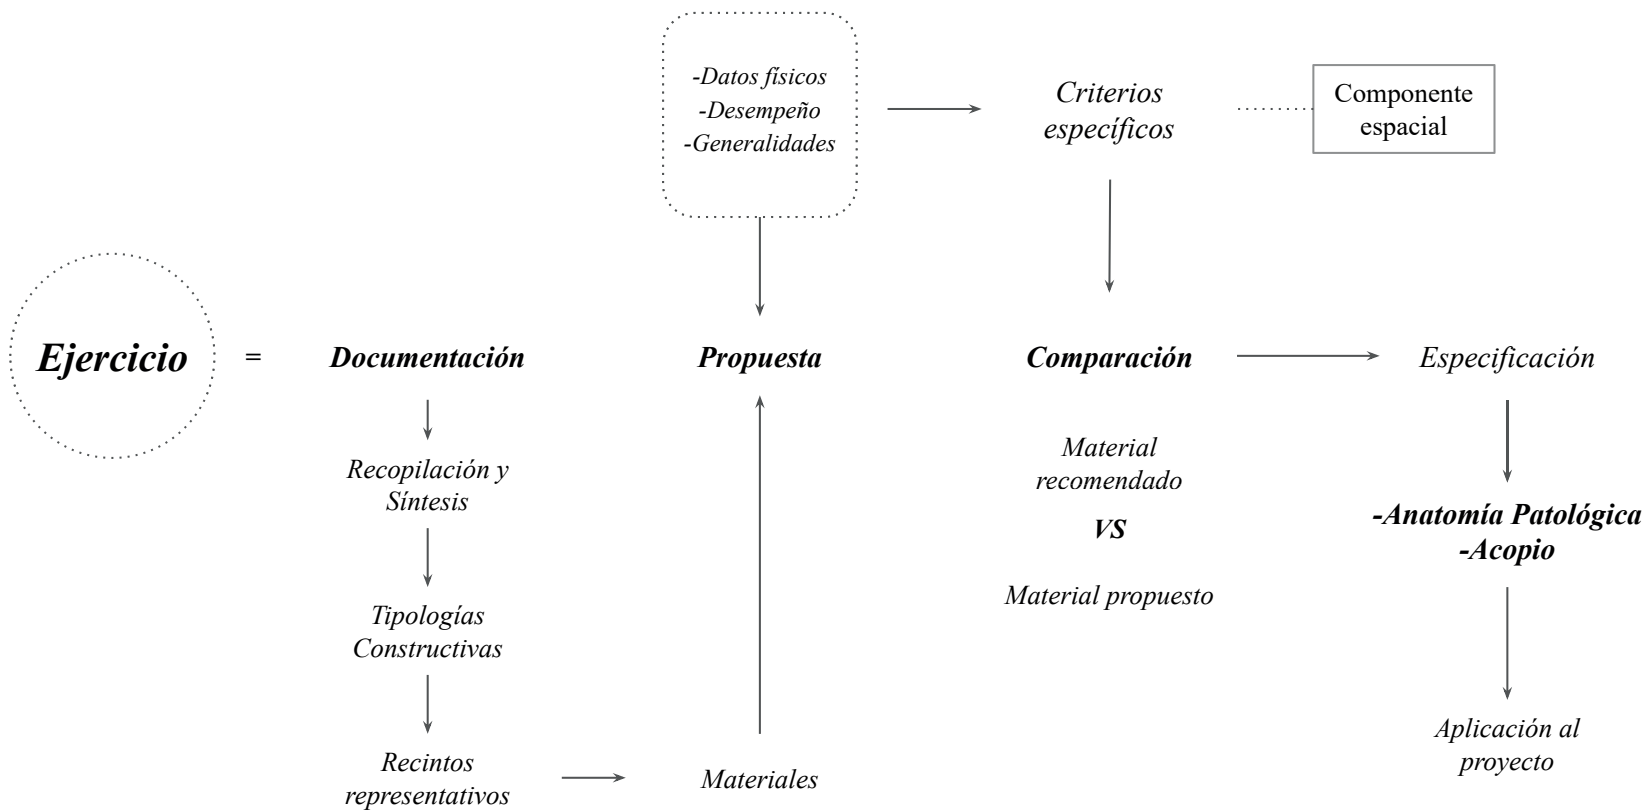 -Datos físicos
-Desempeño
-Generalidades
Criterios
específicos
Componente
espacial
Ejercicio
=
Documentación
Propuesta
Comparación
Especificación
Recopilación y
Síntesis
Tipologías
Constructivas
Recintos
representativos
Materiales
Material
recomendado
VS
Material propuesto
-Anatomía Patológica
-Acopio
Aplicación al
proyecto